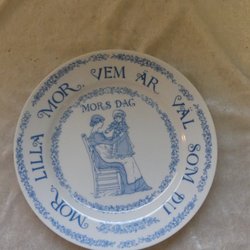 MOR, LILLA MOR, VEM ÄR VÄL SOM DU
MORS DAG